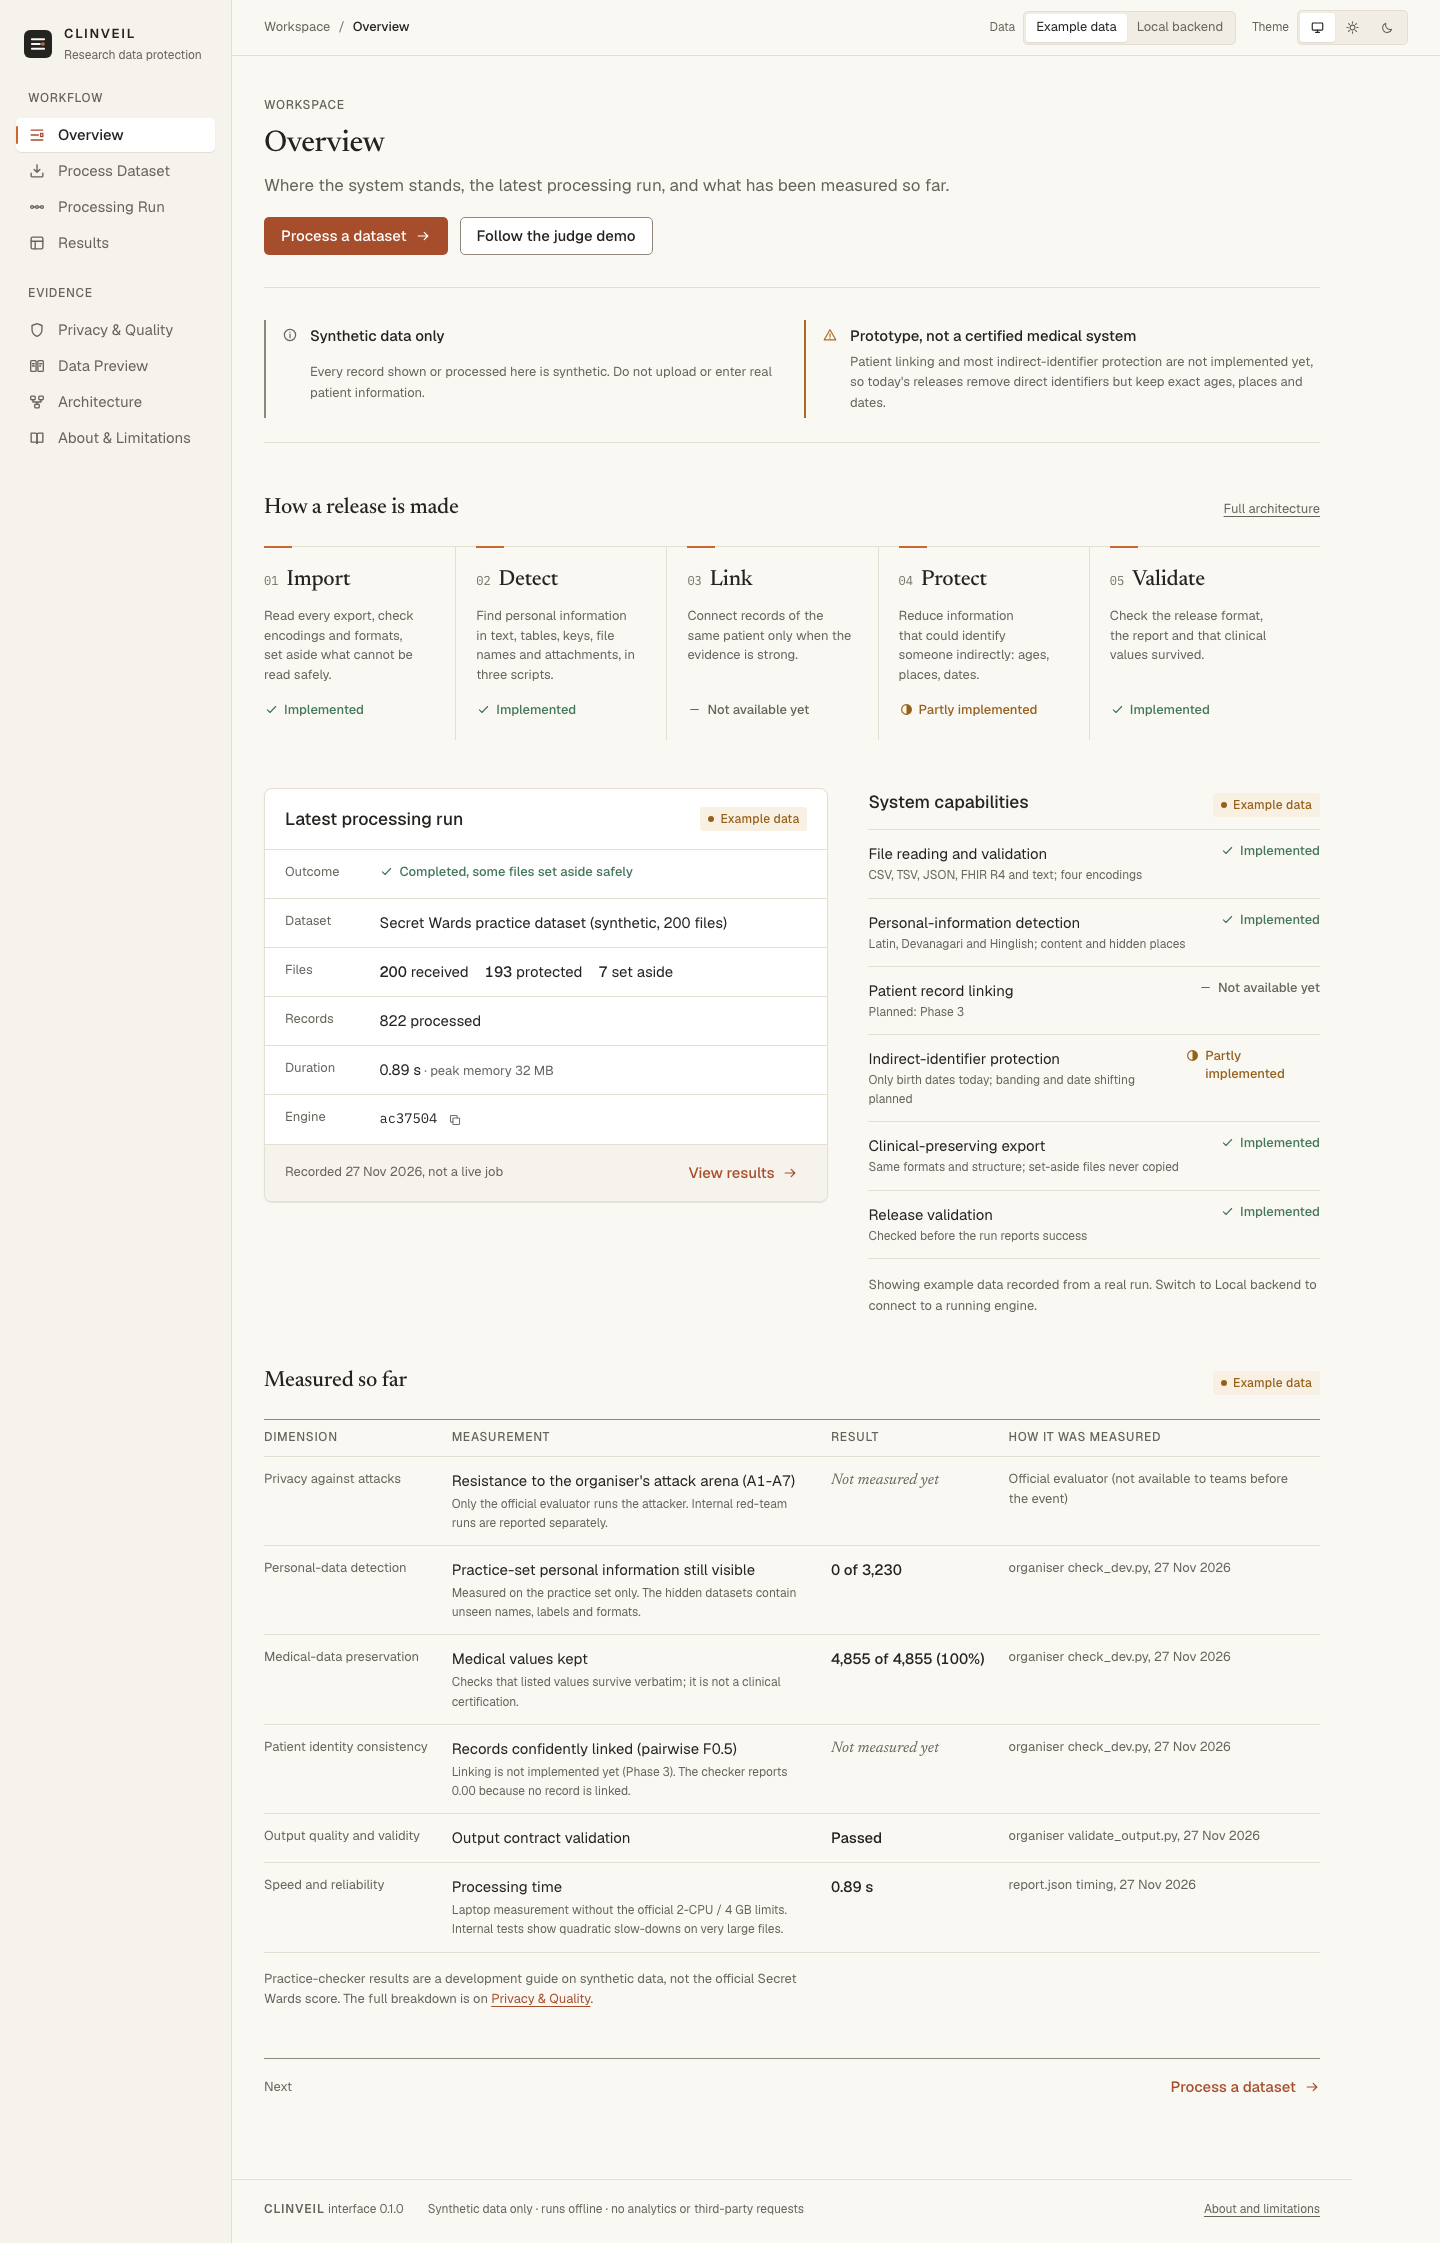 CLINVEIL
Research data protection
WORKFLOW
Overview
Process Dataset
Processing Run
Results
EVIDENCE
Privacy & Quality
Data Preview
Architecture
About & Limitations
Workspace / Overview
Data Example data Local backend Theme
WORKSPACE
Overview
Where the system stands, the latest processing run, and what has been measured so far.
Process a dataset →
Follow the judge demo
Synthetic data only
Every record shown or processed here is synthetic. Do not upload or enter real
patient information.
Prototype, not a certified medical system
Patient linking and most indirect-identifier protection are not implemented yet,
so today's releases remove direct identifiers but keep exact ages, places and
dates.
How a release is made
Full architecture
01 Import
Read every export, check
encodings and formats,
set aside what cannot be
read safely.
Implemented
02 Detect
Find personal information
in text, tables, keys, file
names and attachments, in
three scripts.
Implemented
03 Link
Connect records of the
same patient only when the
evidence is strong.
Not available yet
04 Protect
Reduce information
that could identify
someone indirectly: ages,
places, dates.
Partly implemented
05 Validate
Check the release format,
the report and that clinical
values survived.
Implemented
Latest processing run
Example data
Outcome Completed, some files set aside safely
Dataset Secret Wards practice dataset (synthetic, 200 files)
Files 200 received 193 protected 7 set aside
Records 822 processed
Duration 0.89 s · peak memory 32 MB
Engine ac37504
Recorded 27 Nov 2026, not a live job
View results →
System capabilities
Example data
File reading and validation
CSV, TSV, JSON, FHIR R4 and text; four encodings
Implemented
Personal-information detection
Latin, Devanagari and Hinglish; content and hidden places
Implemented
Patient record linking
Planned: Phase 3
Not available yet
Indirect-identifier protection
Only birth dates today; banding and date shifting
planned
Partly
implemented
Clinical-preserving export
Same formats and structure; set-aside files never copied
Implemented
Release validation
Checked before the run reports success
Implemented
Showing example data recorded from a real run. Switch to Local backend to
connect to a running engine.
Measured so far
Example data
DIMENSION MEASUREMENT RESULT HOW IT WAS MEASURED
Privacy against attacks
Resistance to the organiser's attack arena (A1-A7)
Only the official evaluator runs the attacker. Internal red-team
runs are reported separately.
Not measured yet
Official evaluator (not available to teams before
the event)
Personal-data detection
Practice-set personal information still visible
Measured on the practice set only. The hidden datasets contain
unseen names, labels and formats.
0 of 3,230
organiser check_dev.py, 27 Nov 2026
Medical-data preservation
Medical values kept
Checks that listed values survive verbatim; it is not a clinical
certification.
4,855 of 4,855 (100%)
organiser check_dev.py, 27 Nov 2026
Patient identity consistency
Records confidently linked (pairwise F0.5)
Linking is not implemented yet (Phase 3). The checker reports
0.00 because no record is linked.
Not measured yet
organiser check_dev.py, 27 Nov 2026
Output quality and validity
Output contract validation
Passed
organiser validate_output.py, 27 Nov 2026
Speed and reliability
Processing time
Laptop measurement without the official 2-CPU / 4 GB limits.
Internal tests show quadratic slow-downs on very large files.
0.89 s
report.json timing, 27 Nov 2026
Practice-checker results are a development guide on synthetic data, not the official Secret
Wards score. The full breakdown is on Privacy & Quality.
Next
Process a dataset →
CLINVEIL interface 0.1.0 Synthetic data only · runs offline · no analytics or third-party requests
About and limitations